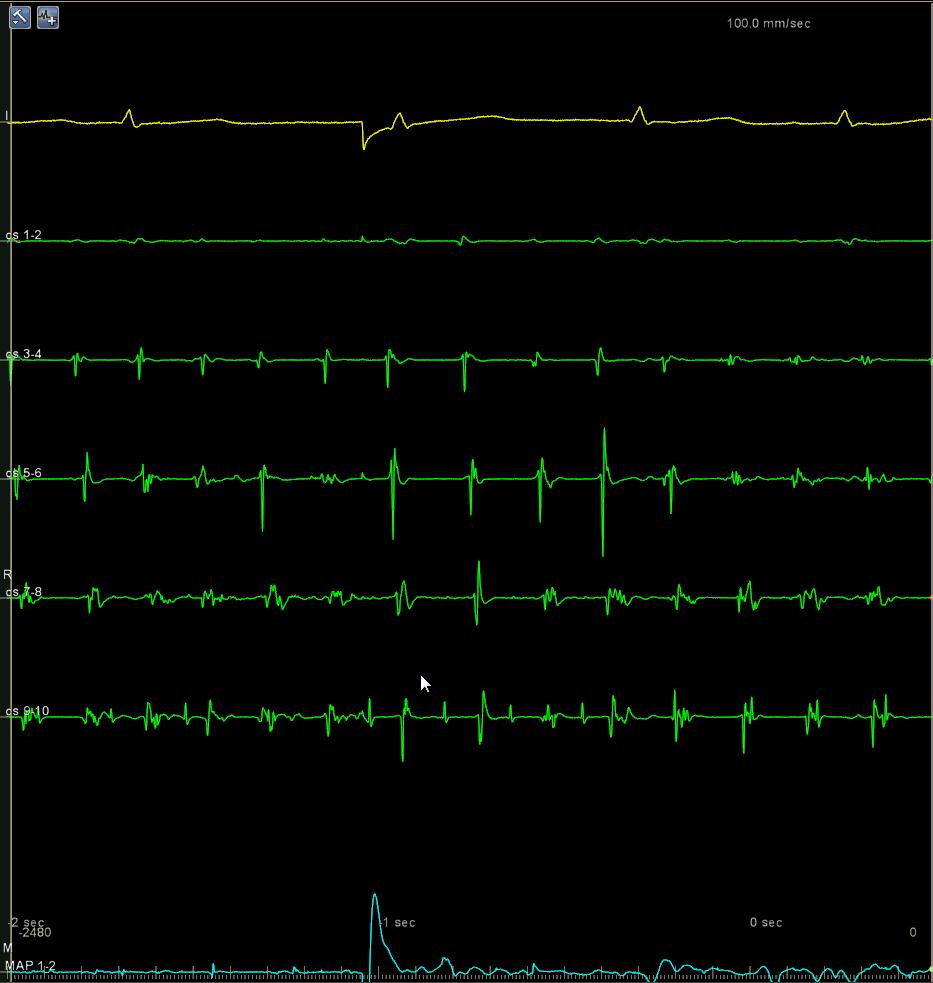 100.0 mm/sec
I
cs 1-2
cs 3-4
cs 5-6
R
cs 7-8
cs 9-10
-2 sec
-1 sec
0 sec
-2480
0
M
MAP 1-2